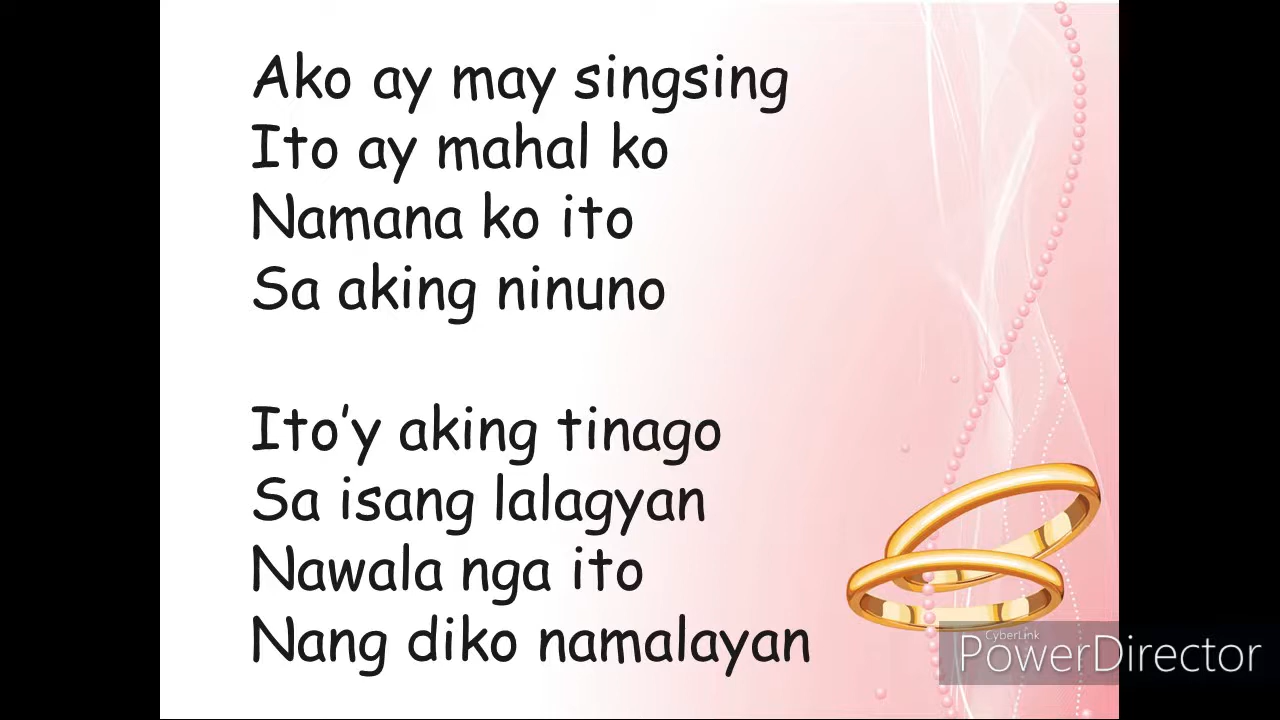 Ako ay may singsing
Ito ay mahal ko
Namana ko ito
Sa aking ninuno
Ito'y aking tinago
Sa isang lalagyan
Nawala nga ito
Nang diko namalayan
CyberLink
PowerDirector